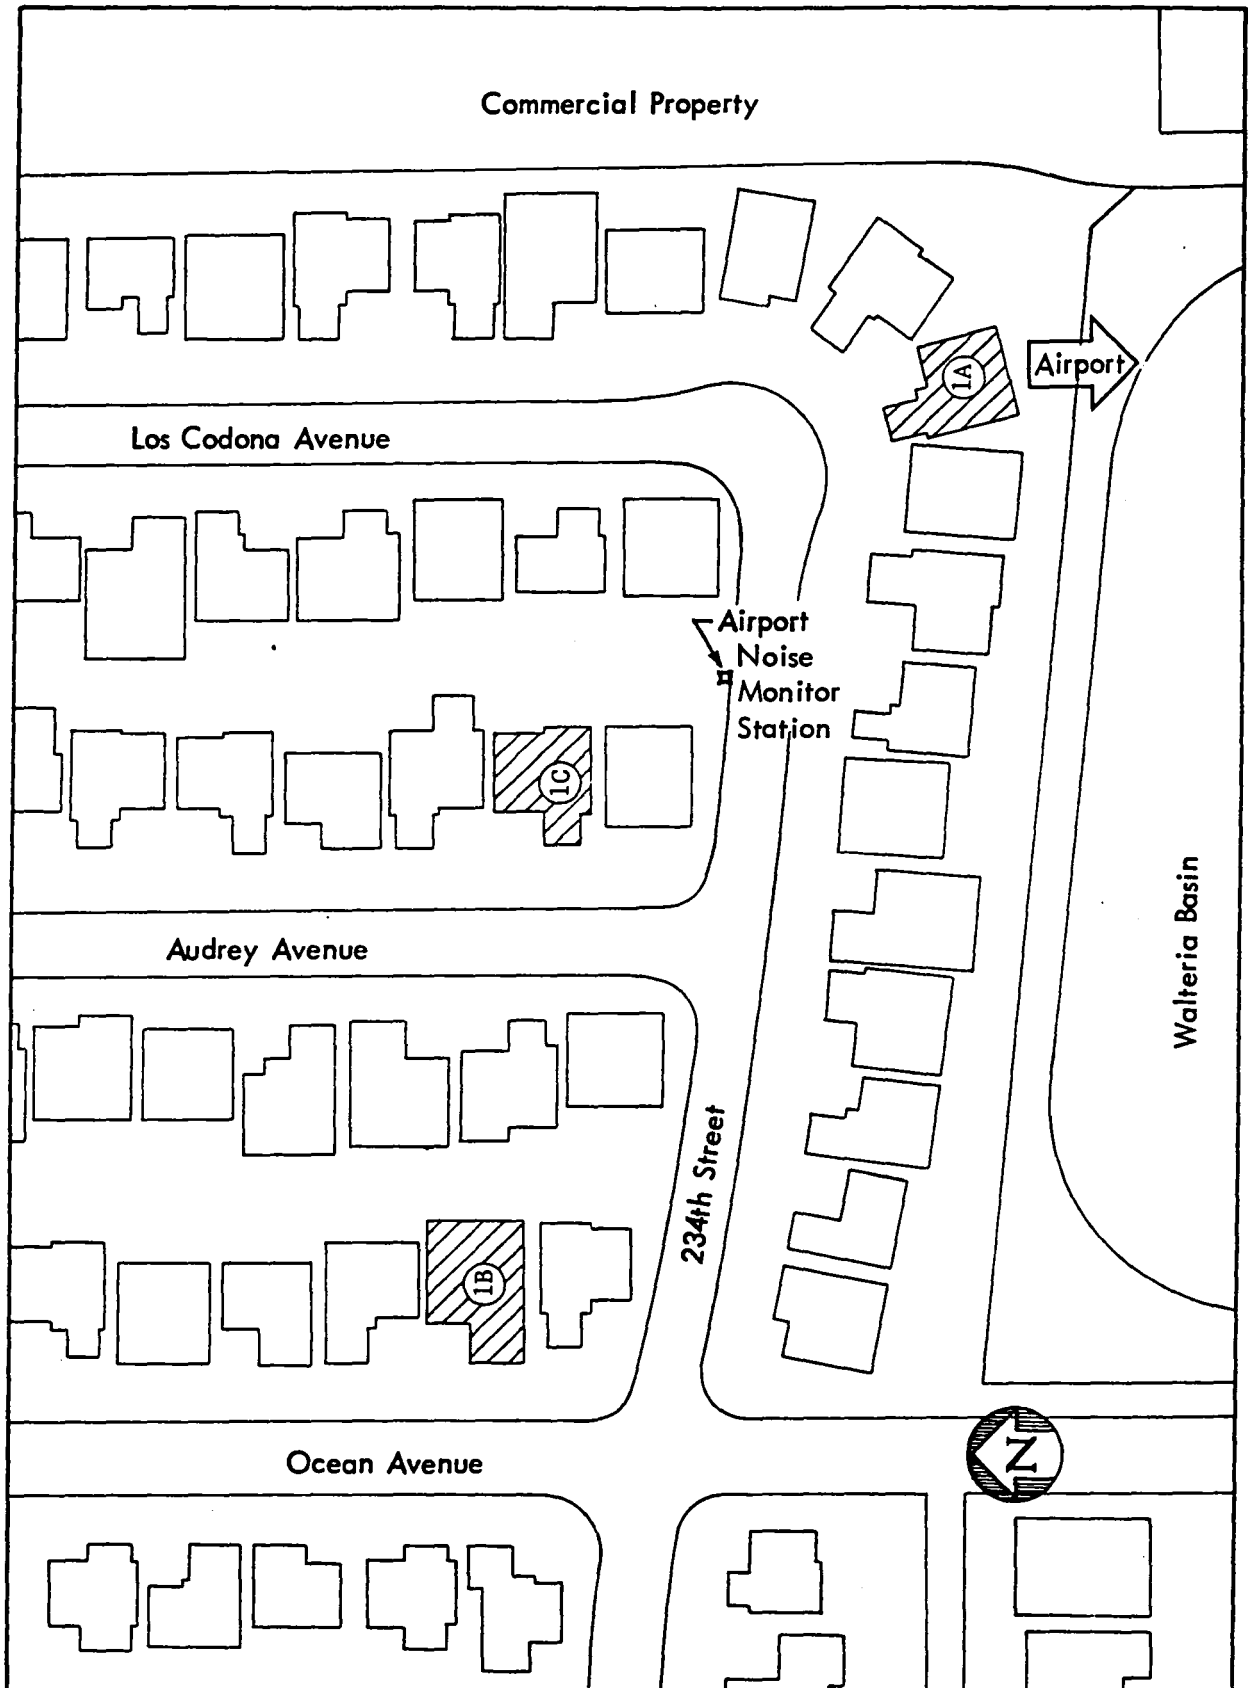 Commercial Property
1A
Airport
Los Codona Avenue
Airport
Noise
Monitor
Station
1C
Walteria Basin
Audrey Avenue
234th Street
1B
N
Ocean Avenue